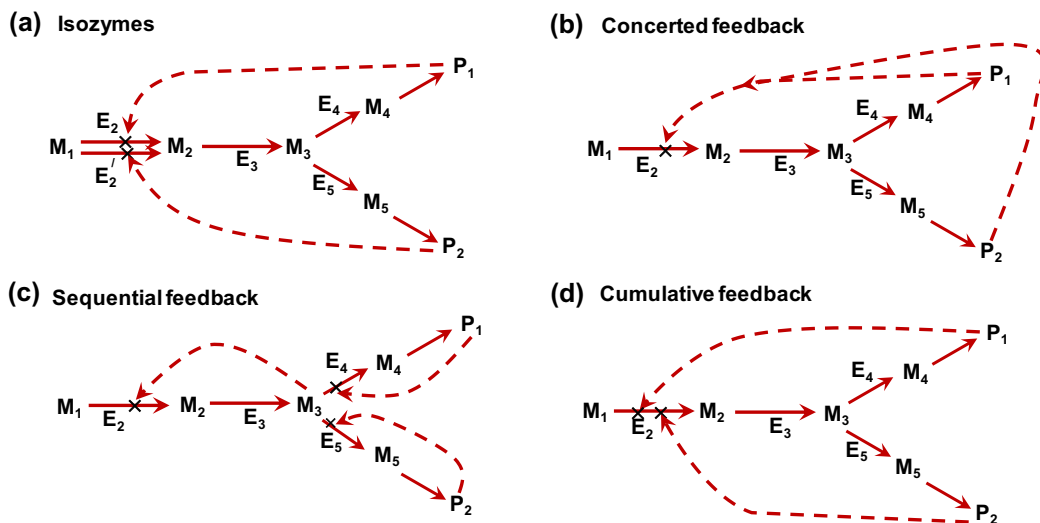 (a) Isozymes
P₁
E₂
E₄
M₄
M₁
M₂
E₃
M₃
E₂′
E₅
M₅
P₂
(b) Concerted feedback
P₁
E₄
M₄
M₁
E₂
M₂
E₃
M₃
E₅
M₅
P₂
(c) Sequential feedback
P₁
E₄
M₄
M₁
E₂
M₂
E₃
M₃
E₅
M₅
P₂
(d) Cumulative feedback
P₁
E₄
M₄
M₁
E₂
M₂
E₃
M₃
E₅
M₅
P₂